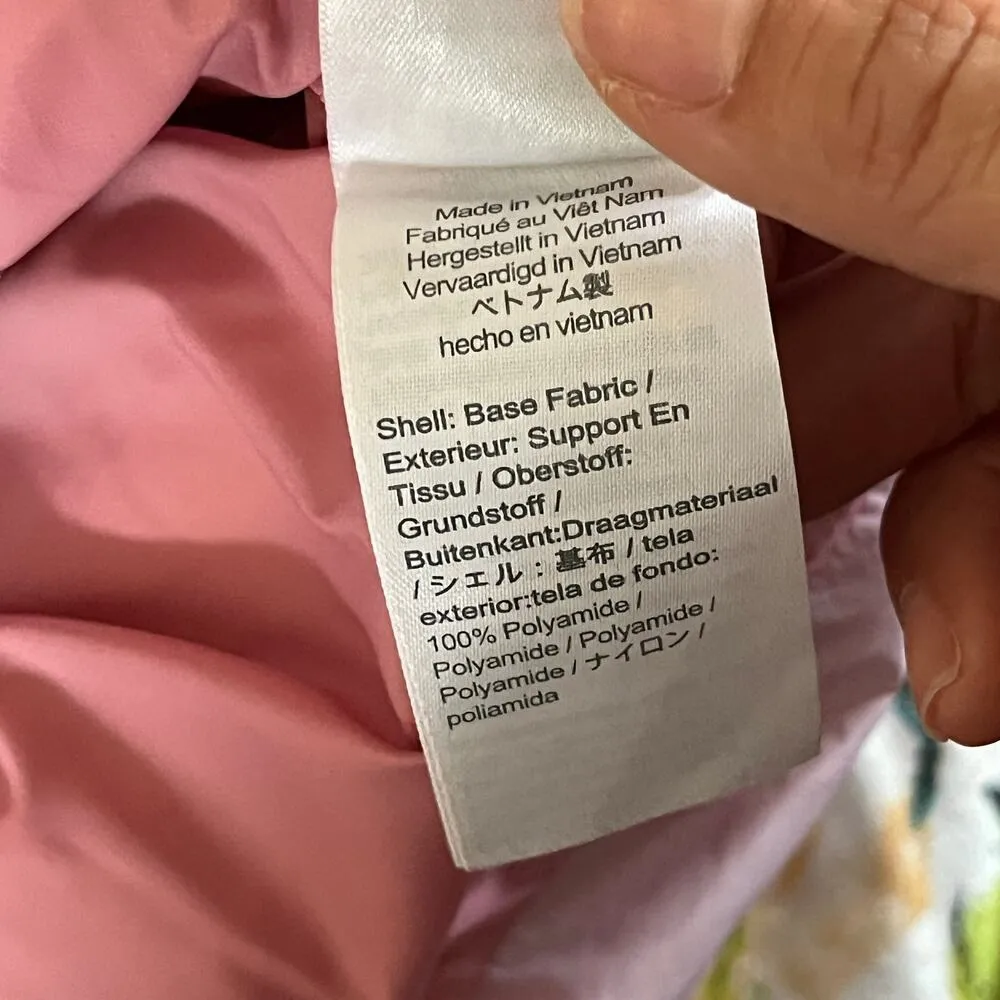 Made in Vietnam
Fabriqué au Viêt Nam
Hergestellt in Vietnam
Vervaardigd in Vietnam
ベトナム製
hecho en vietnam
Shell: Base Fabric /
Exterieur: Support En
Tissu / Oberstoff:
Grundstoff /
Buitenkant:Draagmateriaal
/ シェル : 基布 / tela
exterior:tela de fondo:
100% Polyamide /
Polyamide / Polyamide /
Polyamide / ナイロン /
poliamida